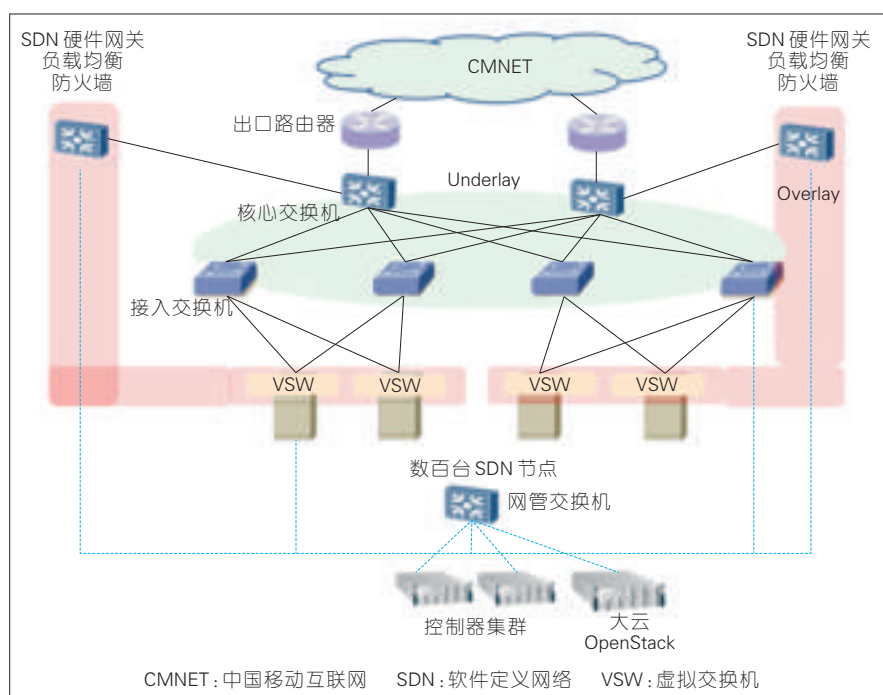 SDN 硬件网关
负载均衡
防火墙
CMNET
SDN 硬件网关
负载均衡
防火墙
出口路由器
Underlay
Overlay
核心交换机
接入交换机
VSW
VSW
VSW
VSW
数百台 SDN 节点
网管交换机
控制器集群
大云
OpenStack
CMNET：中国移动互联网 SDN：软件定义网络 VSW：虚拟交换机